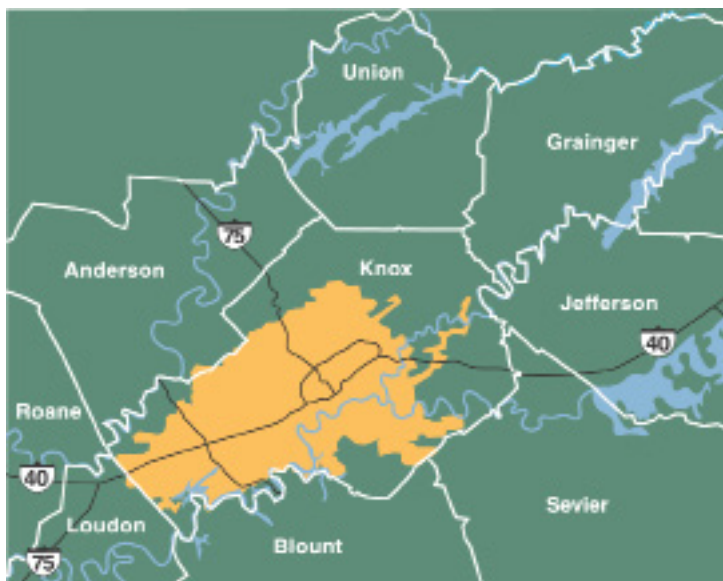 Union
Grainger
75
Anderson
Knox
Jefferson
40
Roane
40
Loudon
Sevier
Blount
75